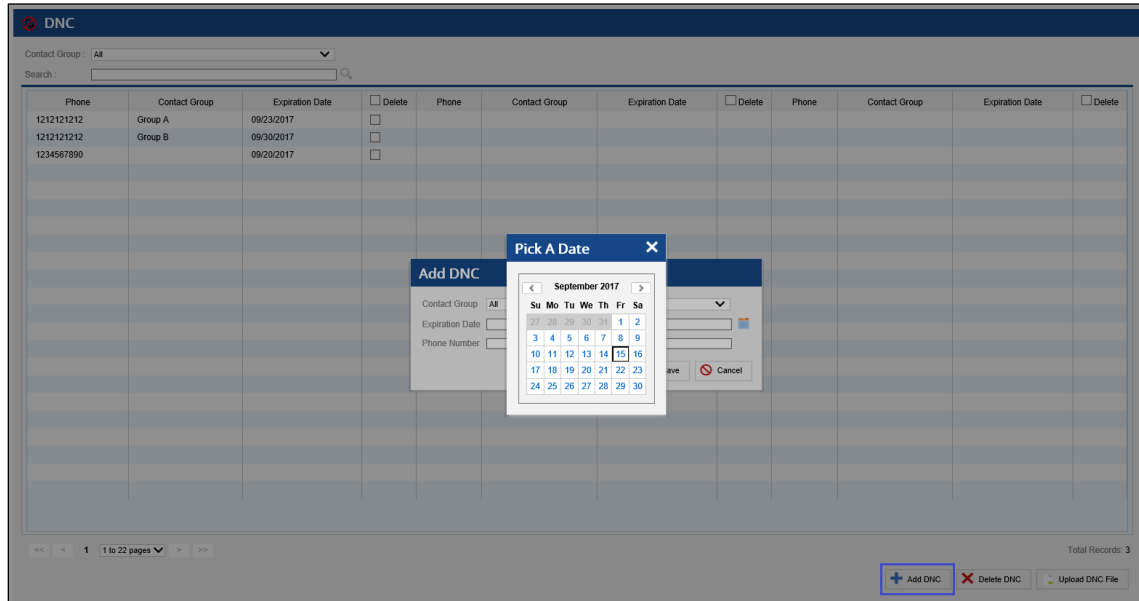 DNC
Contact Group : All
Search :
Phone Contact Group Expiration Date Delete Phone Contact Group Expiration Date Delete Phone Contact Group Expiration Date Delete
1212121212 Group A 09/23/2017
1212121212 Group B 09/30/2017
1234567890 09/20/2017
Pick A Date
September 2017
Su Mo Tu We Th Fr Sa
27 28 29 30 31 1 2
3 4 5 6 7 8 9
10 11 12 13 14 15 16
17 18 19 20 21 22 23
24 25 26 27 28 29 30
Add DNC
Contact Group All
Expiration Date
Phone Number
ave Cancel
<< < 1 1 to 22 pages > >>
Total Records: 3
Add DNC Delete DNC Upload DNC File